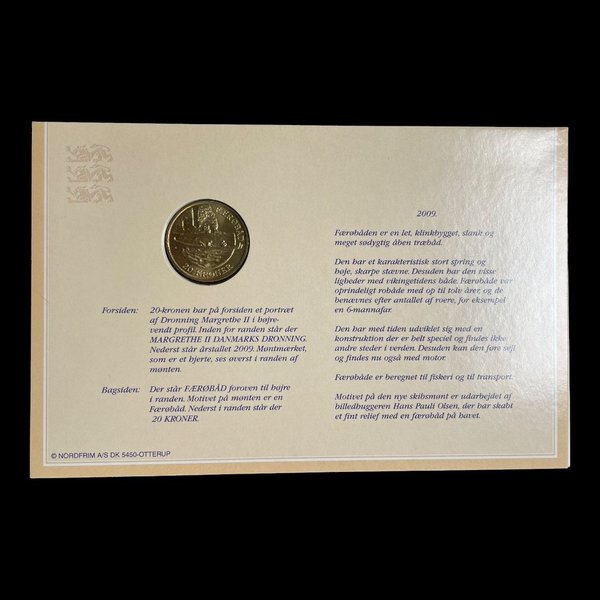 FÆRØBÅD
20 KRONER
Forsiden: 20-kronen har på forsiden et portræt
af Dronning Margrethe II i højre-
vendt profil. Inden for randen står der
MARGRETHE II DANMARKS DRONNING.
Nederst står årstallet 2009. Møntmærket,
som er et hjerte, ses øverst i randen af
mønten.
Bagsiden: Der står FÆRØBÅD foroven til højre
i randen. Motivet på mønten er en
Færøbåd. Nederst i randen står der
20 KRONER.
© NORDFRIM A/S DK 5450-OTTERUP
2009.
Færøbåden er en let, klinkbygget, slank og
meget sødygtig åben træbåd.
Den har et karakteristisk stort spring og
høje, skarpe stævne. Desuden har den visse
ligheder med vikingetidens både. Færøbåde var
oprindeligt robåde med op til tolv årer, og de
benævnes efter antallet af roere, for eksempel
en 6-mannafar.
Den har med tiden udviklet sig med en
konstruktion der er helt speciel og findes ikke
andre steder i verden. Desuden kan den føre sejl
og findes nu også med motor.
Færøbåde er beregnet til fiskeri og til transport.
Motivet på den nye skibsmønt er udarbejdet af
billedhuggeren Hans Pauli Olsen, der har skabt
et fint relief med en færøbåd på havet.